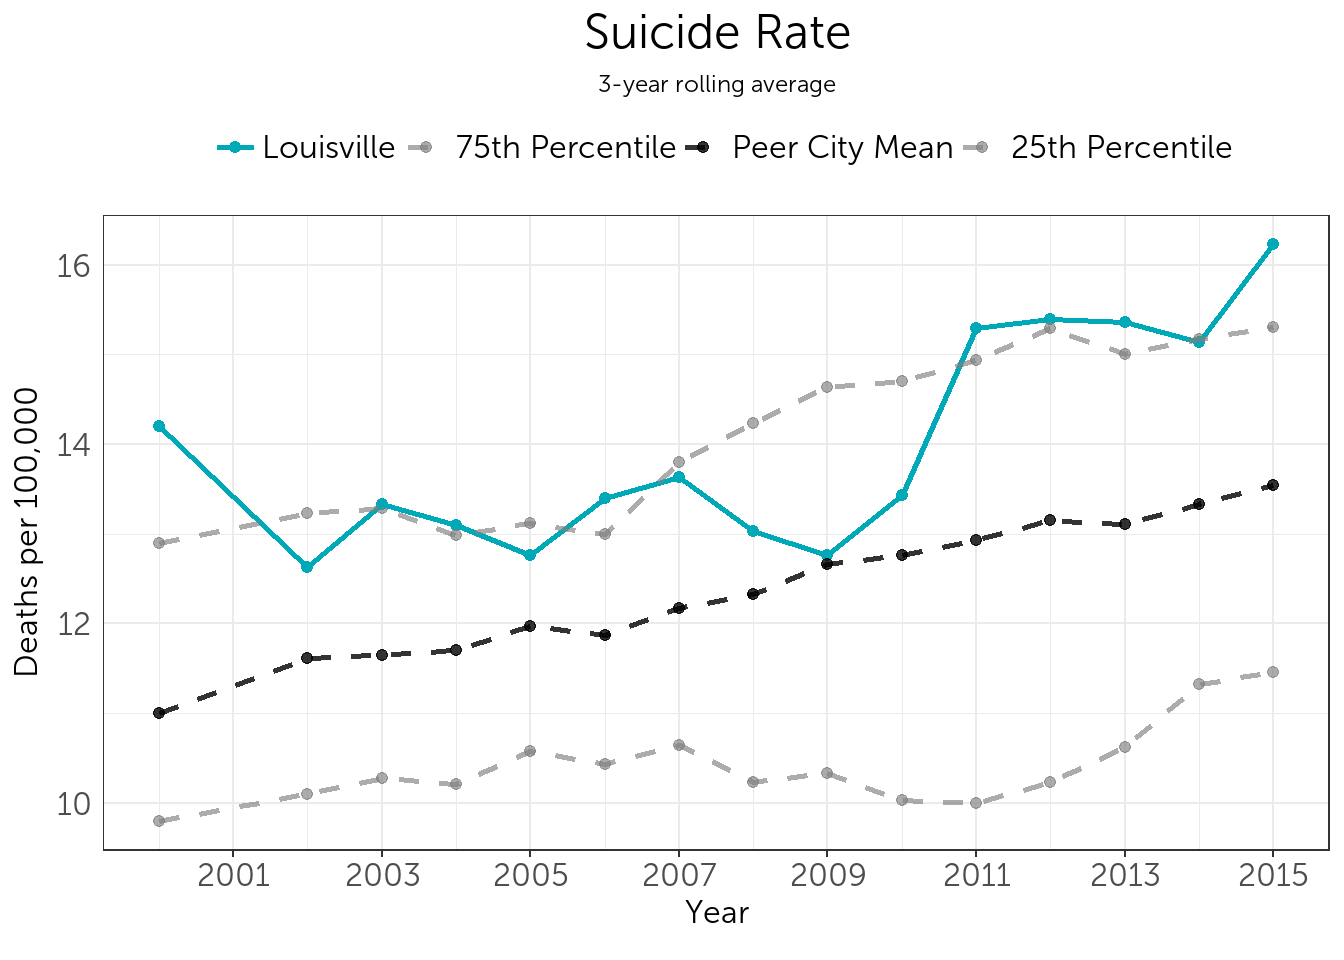 Suicide Rate
3-year rolling average
Louisville 75th Percentile Peer City Mean 25th Percentile
Deaths per 100,000
16
14
12
10
2001 2003 2005 2007 2009 2011 2013 2015
Year